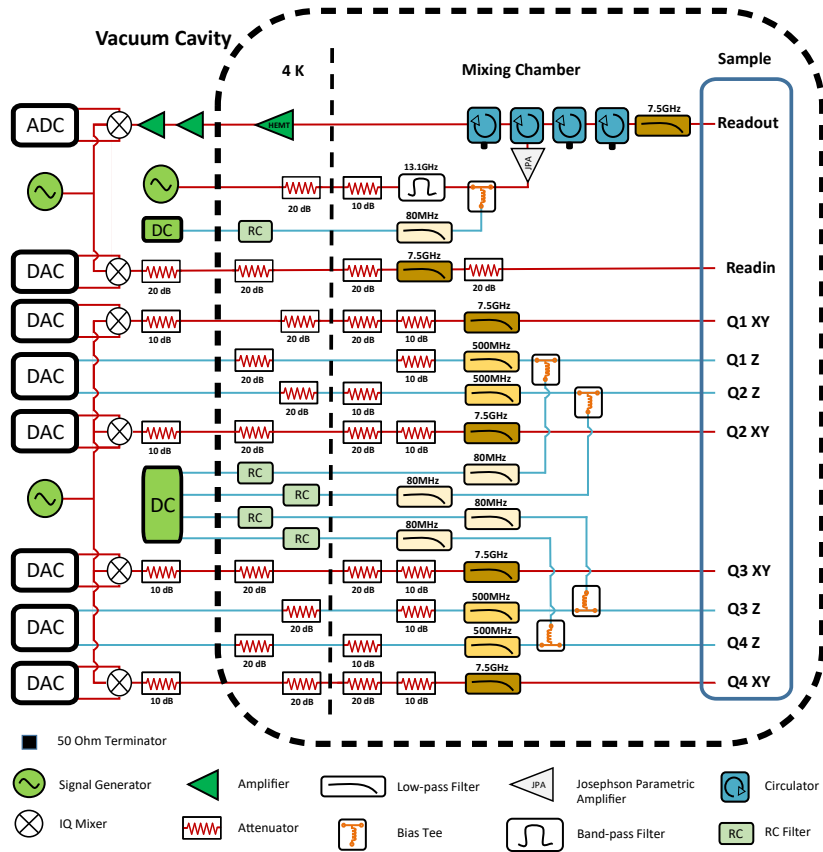 Vacuum Cavity
4 K
Mixing Chamber
Sample
ADC
HEMT
7.5GHz
Readout
JPA
13.1GHz
20 dB
10 dB
DC
RC
80MHz
DAC
7.5GHz
Readin
20 dB
20 dB
20 dB
20 dB
DAC
7.5GHz
Q1 XY
10 dB
20 dB
20 dB
10 dB
DAC
500MHz
Q1 Z
20 dB
10 dB
500MHz
Q2 Z
20 dB
10 dB
DAC
7.5GHz
Q2 XY
10 dB
20 dB
20 dB
10 dB
DC
RC
80MHz
RC
80MHz
RC
80MHz
RC
80MHz
DAC
7.5GHz
Q3 XY
10 dB
20 dB
20 dB
10 dB
DAC
500MHz
Q3 Z
20 dB
10 dB
500MHz
Q4 Z
20 dB
10 dB
DAC
7.5GHz
Q4 XY
10 dB
20 dB
20 dB
10 dB
50 Ohm Terminator
Signal Generator
Amplifier
Low-pass Filter
JPA
Josephson Parametric
Amplifier
Circulator
IQ Mixer
Attenuator
Bias Tee
Band-pass Filter
RC
RC Filter